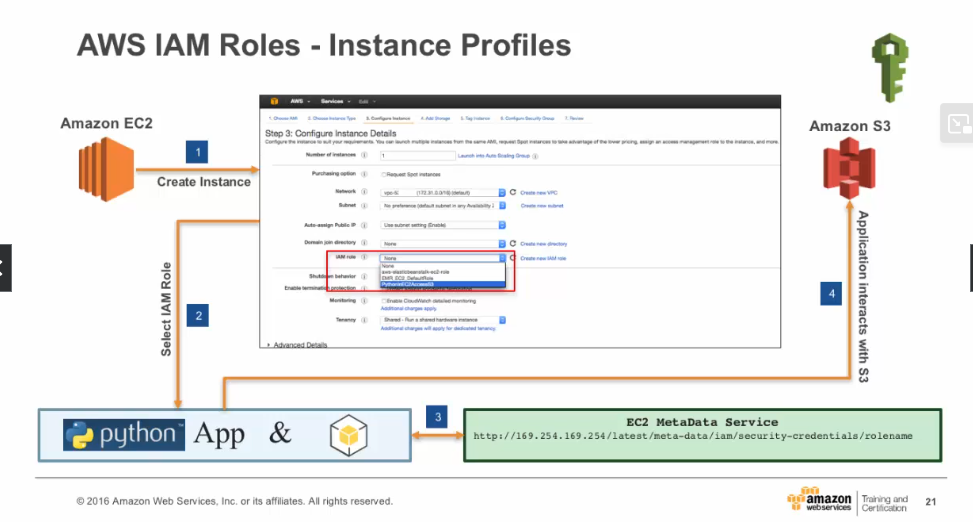 AWS IAM Roles - Instance Profiles
Amazon EC2
1
Create Instance
Select IAM Role
2
AWS
Services
Edit
1. Choose AMI 2. Choose Instance Type 3. Configure Instance 4. Add Storage 5. Tag Instance 6. Configure Security Group 7. Review
Step 3: Configure Instance Details
Configure the instance to suit your requirements. You can launch multiple instances from the same AMI, request Spot instances to take advantage of the lower pricing, assign an access management role to the instance, and more.
Number of instances 1 Launch into Auto Scaling Group
Purchasing option Request Spot instances
Network (172.31.0.0/16) (default) Create new VPC
Subnet No preference (default subnet in any Availability Create new subnet
Auto-assign Public IP Use subnet setting (Enable)
Domain join directory None Create new directory
IAM role None Create new IAM role
None
aws-elasticbeanstalk-ec2-role
EMR_EC2_DefaultRole
PythonInEC2AccessS3
Shutdown behavior
Enable termination protection
Monitoring Enable CloudWatch detailed monitoring
Additional charges apply.
Tenancy Shared - Run a shared hardware instance
Additional charges will apply for dedicated tenancy.
Advanced Details
Amazon S3
4
Application interacts with S3
python™ App &
3
EC2 MetaData Service
http://169.254.169.254/latest/meta-data/iam/security-credentials/rolename
© 2016 Amazon Web Services, Inc. or its affiliates. All rights reserved.
amazon
web services
Training and
Certification
21